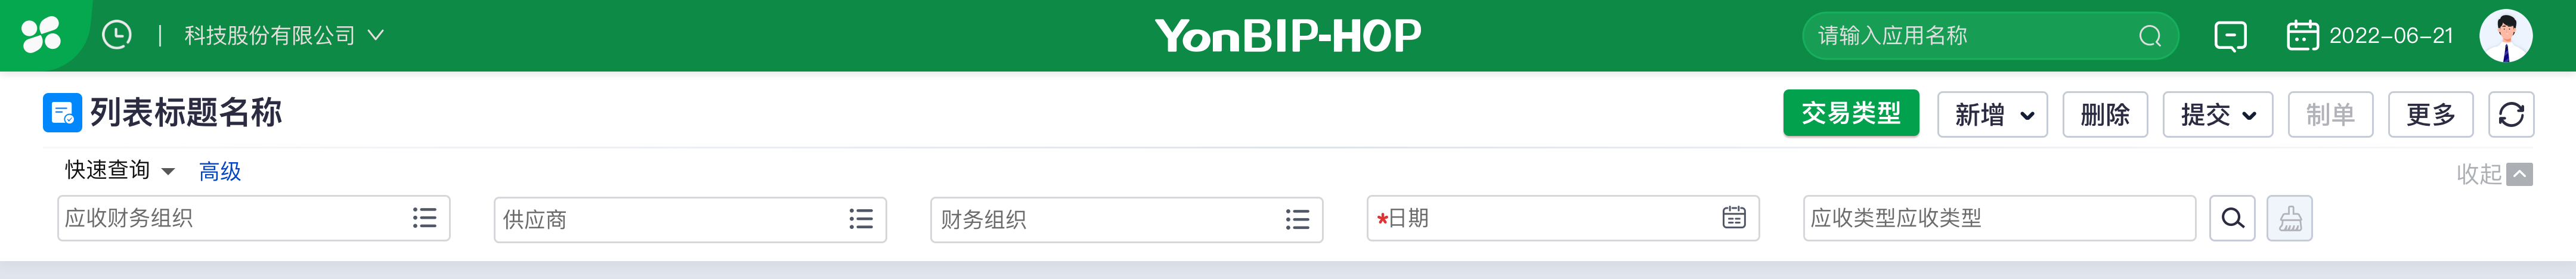 科技股份有限公司 YonBIP-HOP 请输入应用名称 2022-06-21
列表标题名称 交易类型 新增 删除 提交 制单 更多
快速查询 高级 收起
应收财务组织 供应商 财务组织 *日期 应收类型应收类型